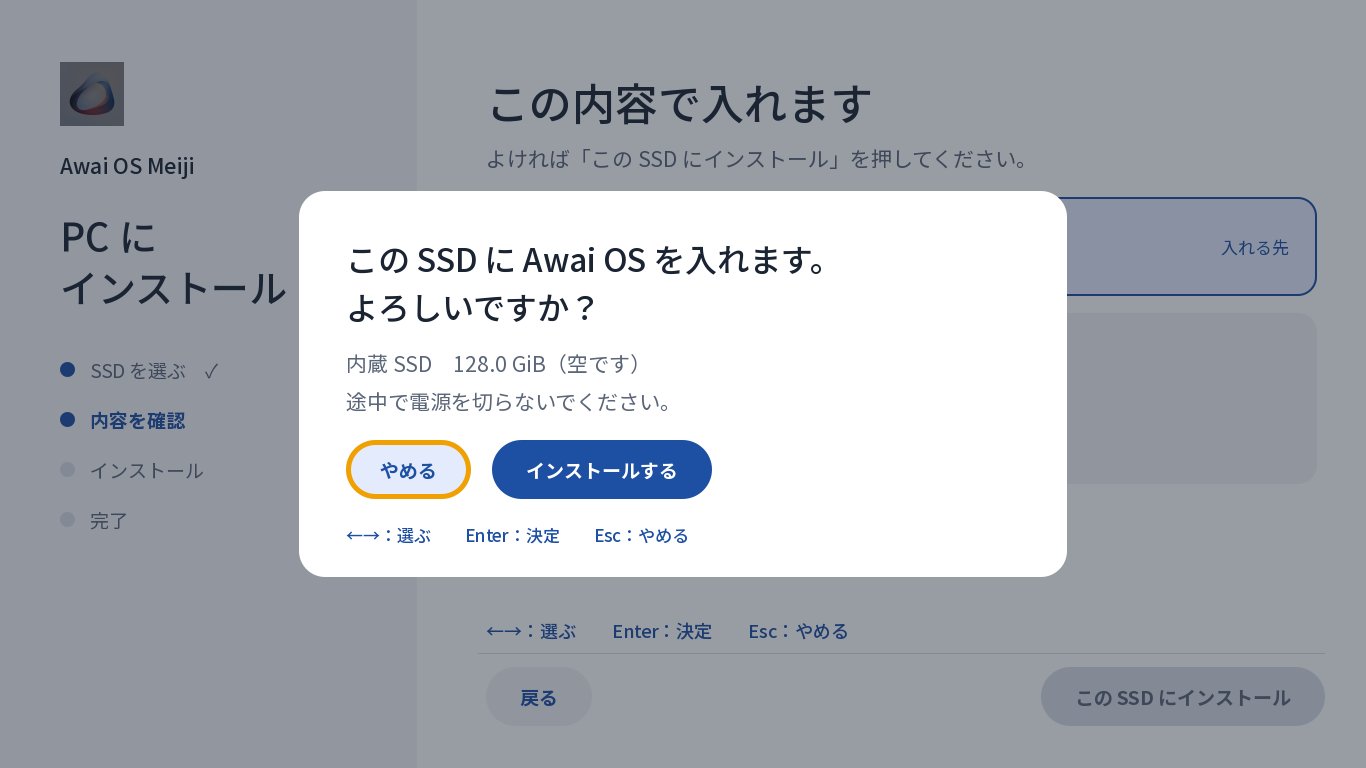 Awai OS Meiji
PC に
インストール
SSD を選ぶ ✓
内容を確認
インストール
完了
この内容で入れます
よければ「この SSD にインストール」を押してください。
入れる先
この SSD に Awai OS を入れます。
よろしいですか？
内蔵 SSD 128.0 GiB（空です）
途中で電源を切らないでください。
やめる インストールする
←→：選ぶ Enter：決定 Esc：やめる
←→：選ぶ Enter：決定 Esc：やめる
戻る この SSD にインストール